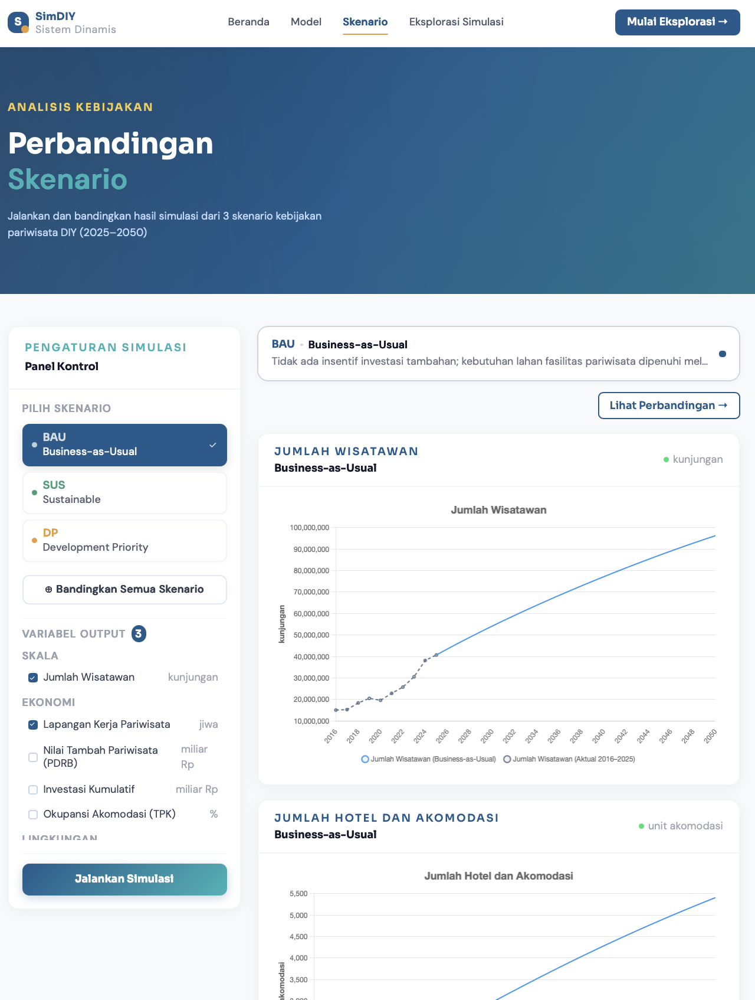 S
SimDIY
Sistem Dinamis
Beranda
Model
Skenario
Eksplorasi Simulasi
Mulai Eksplorasi →
ANALISIS KEBIJAKAN
Perbandingan
Skenario
Jalankan dan bandingkan hasil simulasi dari 3 skenario kebijakan
pariwisata DIY (2025–2050)
PENGATURAN SIMULASI
Panel Kontrol
PILIH SKENARIO
BAU
Business-as-Usual
✓
SUS
Sustainable
DP
Development Priority
⊕ Bandingkan Semua Skenario
VARIABEL OUTPUT 3
SKALA
Jumlah Wisatawan kunjungan
EKONOMI
Lapangan Kerja Pariwisata jiwa
Nilai Tambah Pariwisata
(PDRB)
miliar
Rp
Investasi Kumulatif miliar Rp
Okupansi Akomodasi (TPK) %
LINGKUNGAN
Jalankan Simulasi
BAU · Business-as-Usual
Tidak ada insentif investasi tambahan; kebutuhan lahan fasilitas pariwisata dipenuhi mel...
Lihat Perbandingan →
JUMLAH WISATAWAN
Business-as-Usual
kunjungan
Jumlah Wisatawan
kunjungan
100,000,000
90,000,000
80,000,000
70,000,000
60,000,000
50,000,000
40,000,000
30,000,000
20,000,000
10,000,000
2016 2018 2020 2022 2024 2026 2028 2030 2032 2034 2036 2038 2040 2042 2044 2046 2048 2050
Jumlah Wisatawan (Business-as-Usual) Jumlah Wisatawan (Aktual 2016–2025)
JUMLAH HOTEL DAN AKOMODASI
Business-as-Usual
unit akomodasi
Jumlah Hotel dan Akomodasi
5,500
5,000
4,500
4,000
3,500
akomodasi